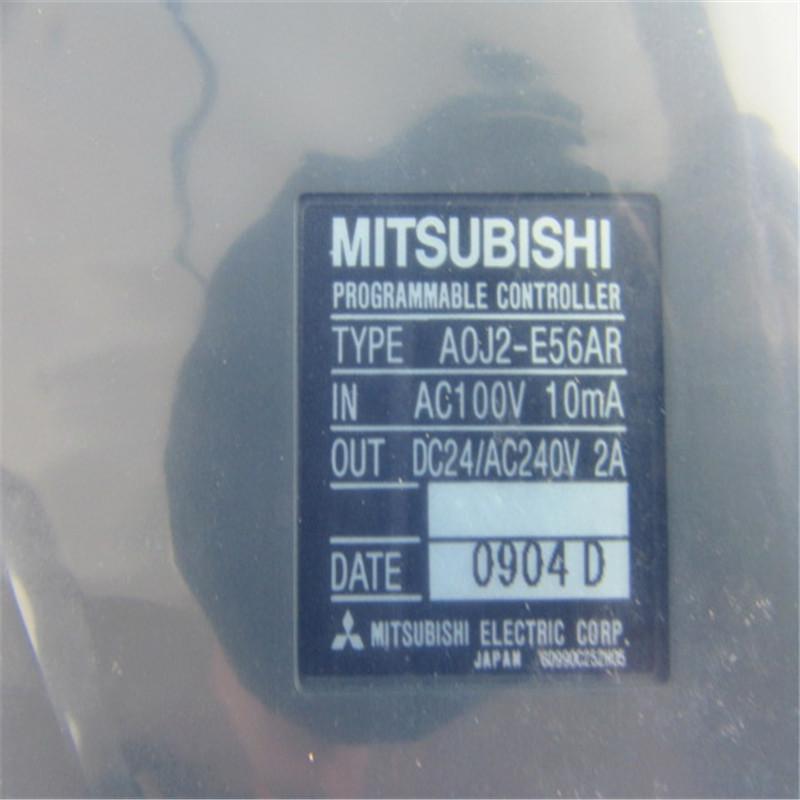 MITSUBISHI
PROGRAMMABLE CONTROLLER
TYPE A0J2-E56AR
IN AC100V 10mA
OUT DC24/AC240V 2A
DATE 0904 D
MITSUBISHI ELECTRIC CORP.
JAPAN